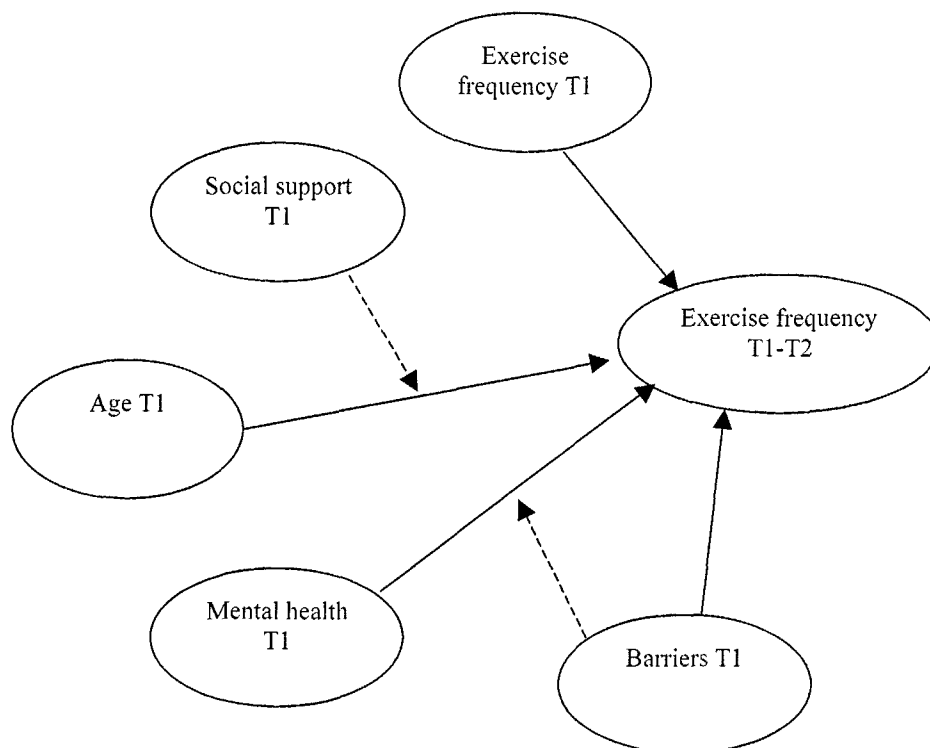 Exercise
frequency T1
Social support
T1
Exercise frequency
T1-T2
Age T1
Mental health
T1
Barriers T1